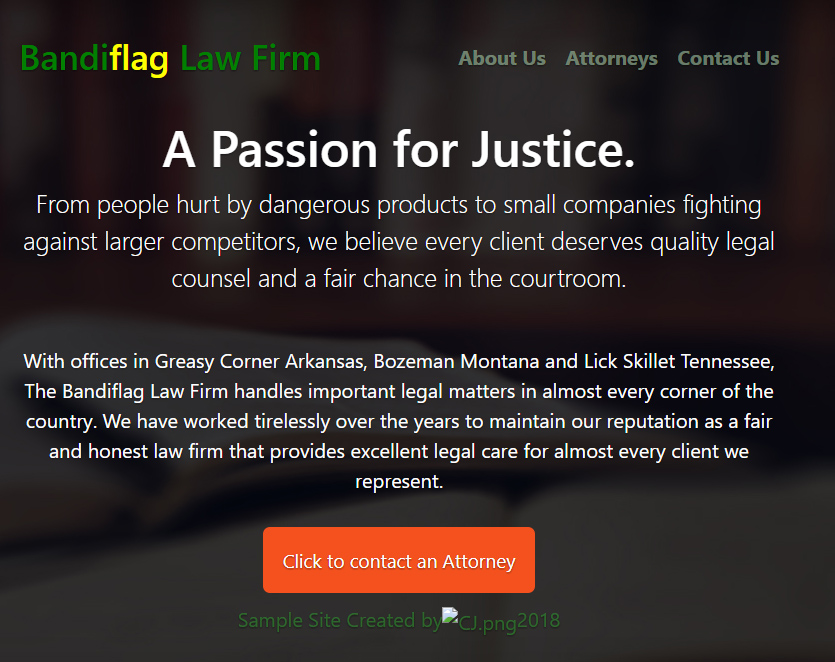 Bandiflag Law Firm
About Us Attorneys Contact Us
A Passion for Justice.
From people hurt by dangerous products to small companies fighting
against larger competitors, we believe every client deserves quality legal
counsel and a fair chance in the courtroom.
With offices in Greasy Corner Arkansas, Bozeman Montana and Lick Skillet Tennessee,
The Bandiflag Law Firm handles important legal matters in almost every corner of the
country. We have worked tirelessly over the years to maintain our reputation as a fair
and honest law firm that provides excellent legal care for almost every client we
represent.
Click to contact an Attorney
Sample Site Created by CJ.png2018